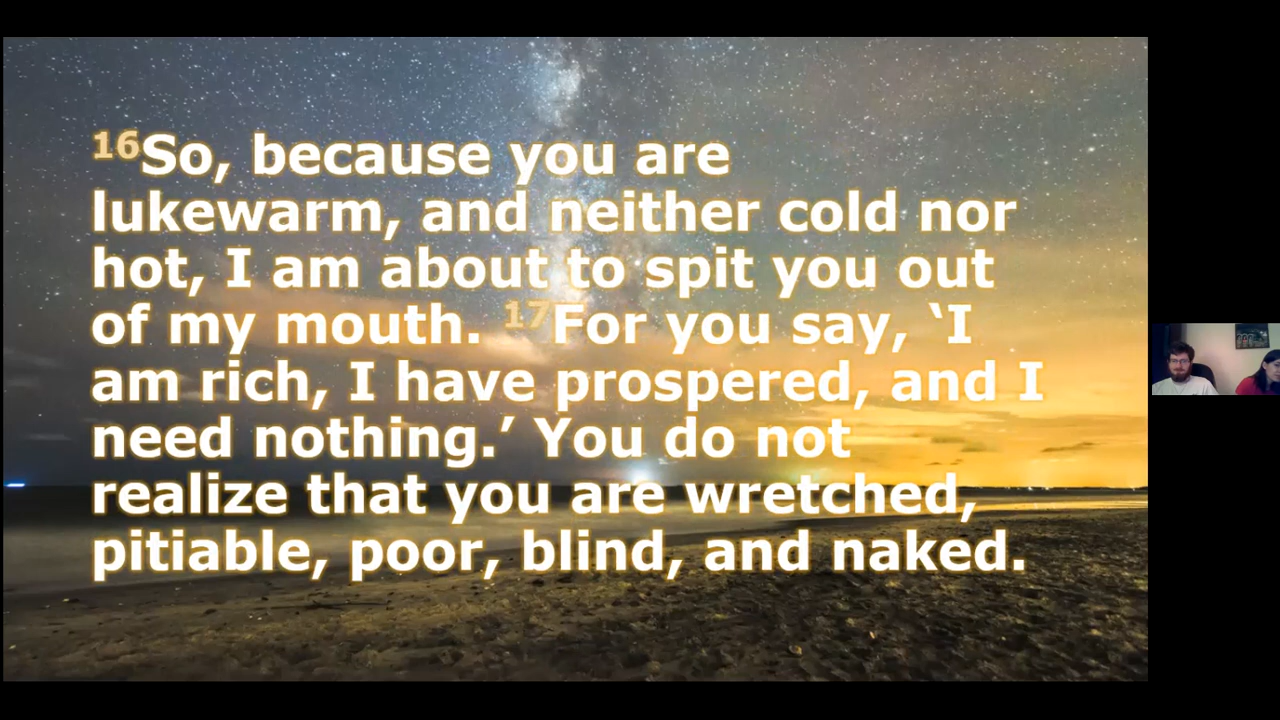 16So, because you are
lukewarm, and neither cold nor
hot, I am about to spit you out
of my mouth. 17For you say, ‘I
am rich, I have prospered, and I
need nothing.’ You do not
realize that you are wretched,
pitiable, poor, blind, and naked.